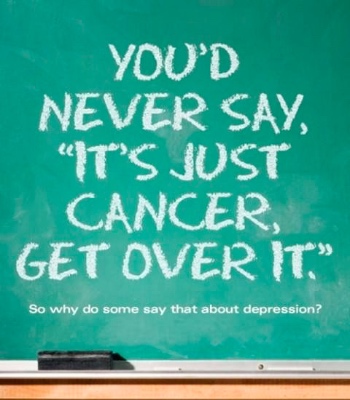 YOU'D
NEVER SAY,
"IT'S JUST
CANCER,
GET OVER IT."
So why do some say that about depression?